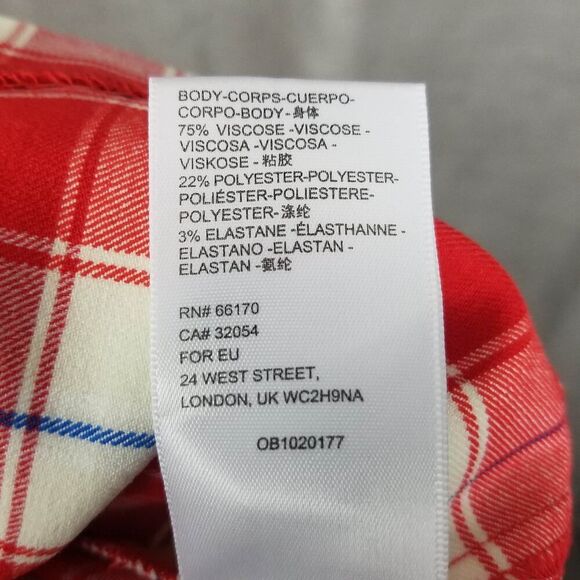 BODY-CORPS-CUERPO-
CORPO-BODY-身体
75% VISCOSE -VISCOSE -
VISCOSA -VISCOSA -
VISKOSE -粘胶
22% POLYESTER-POLYESTER-
POLIÉSTER-POLIESTERE-
POLYESTER-涤纶
3% ELASTANE -ÉLASTHANNE -
ELASTANO -ELASTAN -
ELASTAN -氨纶
RN# 66170
CA# 32054
FOR EU
24 WEST STREET,
LONDON, UK WC2H9NA
OB1020177